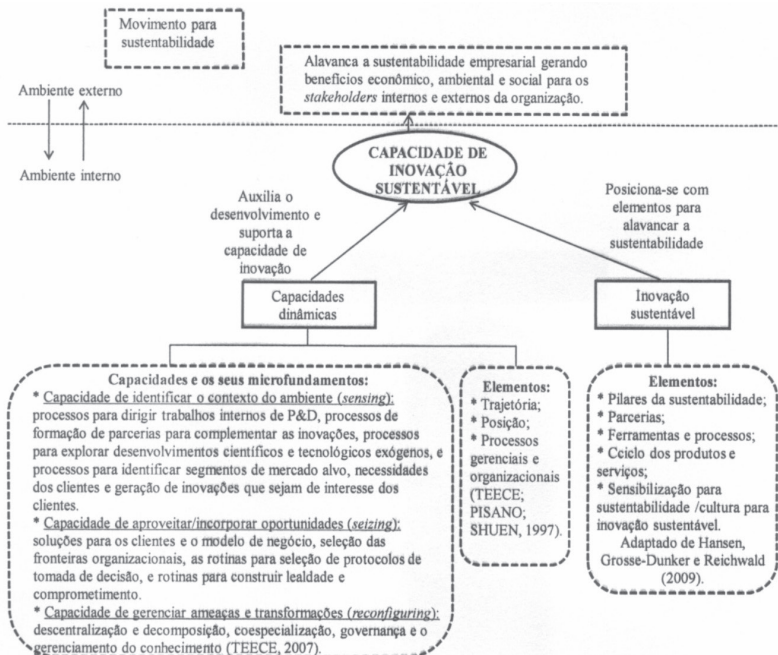 Movimento para
sustentabilidade
Alavanca a sustentabilidade empresarial gerando
benefícios econômico, ambiental e social para os
stakeholders internos e externos da organização.
Ambiente externo
Ambiente interno
CAPACIDADE DE
INOVAÇÃO
SUSTENTÁVEL
Auxília o
desenvolvimento e
suporta a
capacidade de
inovação
Posiciona-se com
elementos para
alavancar a
sustentabilidade
Capacidades
dinâmicas
Inovação
sustentável
Capacidades e os seus microfundamentos:
* Capacidade de identificar o contexto do ambiente (sensing):
processos para dirigir trabalhos internos de P&D, processos de
formação de parcerias para complementar as inovações, processos
para explorar desenvolvimentos científicos e tecnológicos exógenos, e
processos para identificar segmentos de mercado alvo, necessidades
dos clientes e geração de inovações que sejam de interesse dos
clientes.
* Capacidade de aproveitar/incorporar oportunidades (seizing):
soluções para os clientes e o modelo de negócio, seleção das
fronteiras organizacionais, as rotinas para seleção de protocolos de
tomada de decisão, e rotinas para construir lealdade e
comprometimento.
* Capacidade de gerenciar ameaças e transformações (reconfiguring):
descentralização e decomposição, coespecialização, governança e o
gerenciamento do conhecimento (TEECE, 2007).
Elementos:
* Trajetória;
* Posição;
* Processos
gerenciais e
organizacionais
(TEECE;
PISANO;
SHUEN, 1997).
Elementos:
* Pilares da sustentabilidade;
* Parcerias;
* Ferramentas e processos;
* Cciclo dos produtos e
serviços;
* Sensibilização para
sustentabilidade /cultura para
inovação sustentável.
Adaptado de Hansen,
Grosse-Dunker e Reichwald
(2009).